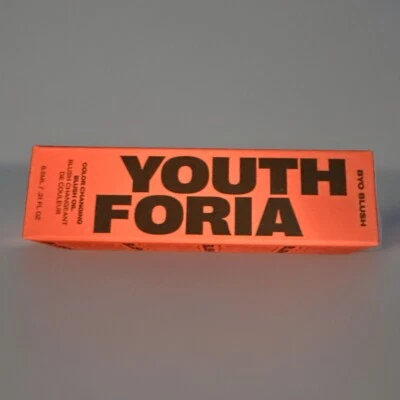 YOUTH
FORIA
BYO BLUSH
COLOR CHANGING
BLUSH OIL
BLUSH CHANGEANT
DE COULEUR